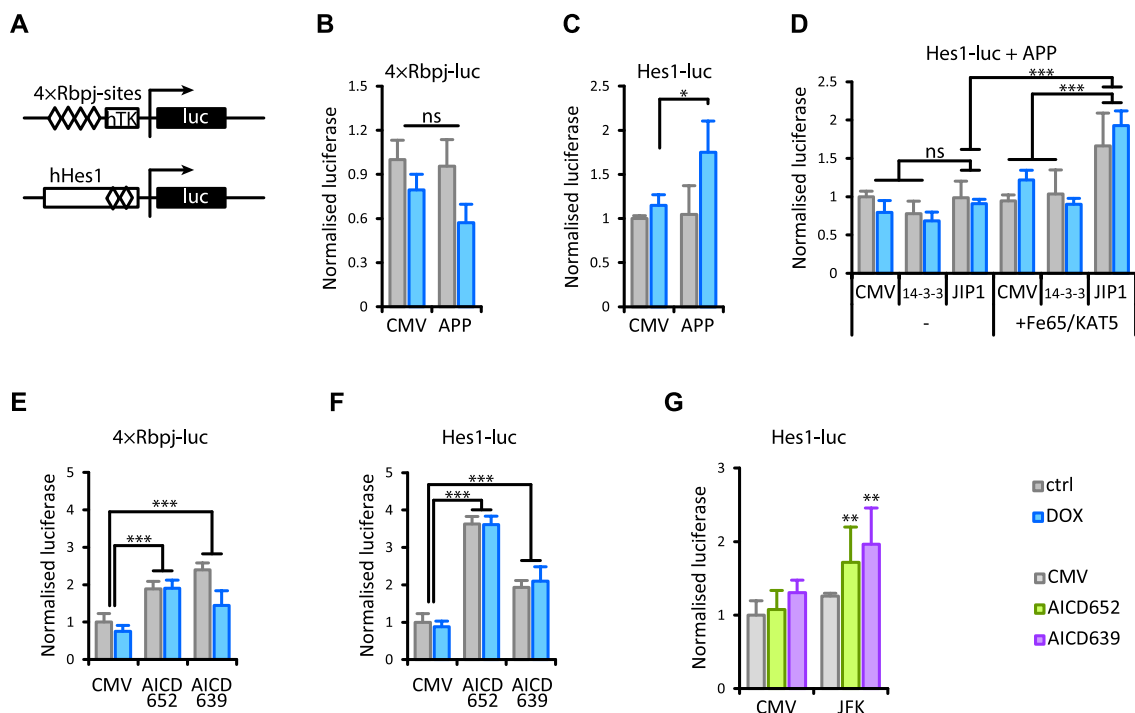 A
4×Rbpj-sites
hTK
luc
hHes1
luc
B
4×Rbpj-luc
Normalised luciferase
1.5
1.2
0.9
0.6
0.3
0
ns
CMV
APP
C
Hes1-luc
Normalised luciferase
2.5
2
1.5
1
0.5
0
*
CMV
APP
D
Hes1-luc + APP
Normalised luciferase
2.5
2
1.5
1
0.5
0
***
***
ns
CMV
14-3-3
JIP1
CMV
14-3-3
JIP1
-
+Fe65/KAT5
E
4×Rbpj-luc
Normalised luciferase
5
4
3
2
1
0
***
***
CMV
AICD
652
AICD
639
F
Hes1-luc
Normalised luciferase
5
4
3
2
1
0
***
***
CMV
AICD
652
AICD
639
G
Hes1-luc
Normalised luciferase
3
2
1
0
**
**
CMV
JFK
ctrl
DOX
CMV
AICD652
AICD639